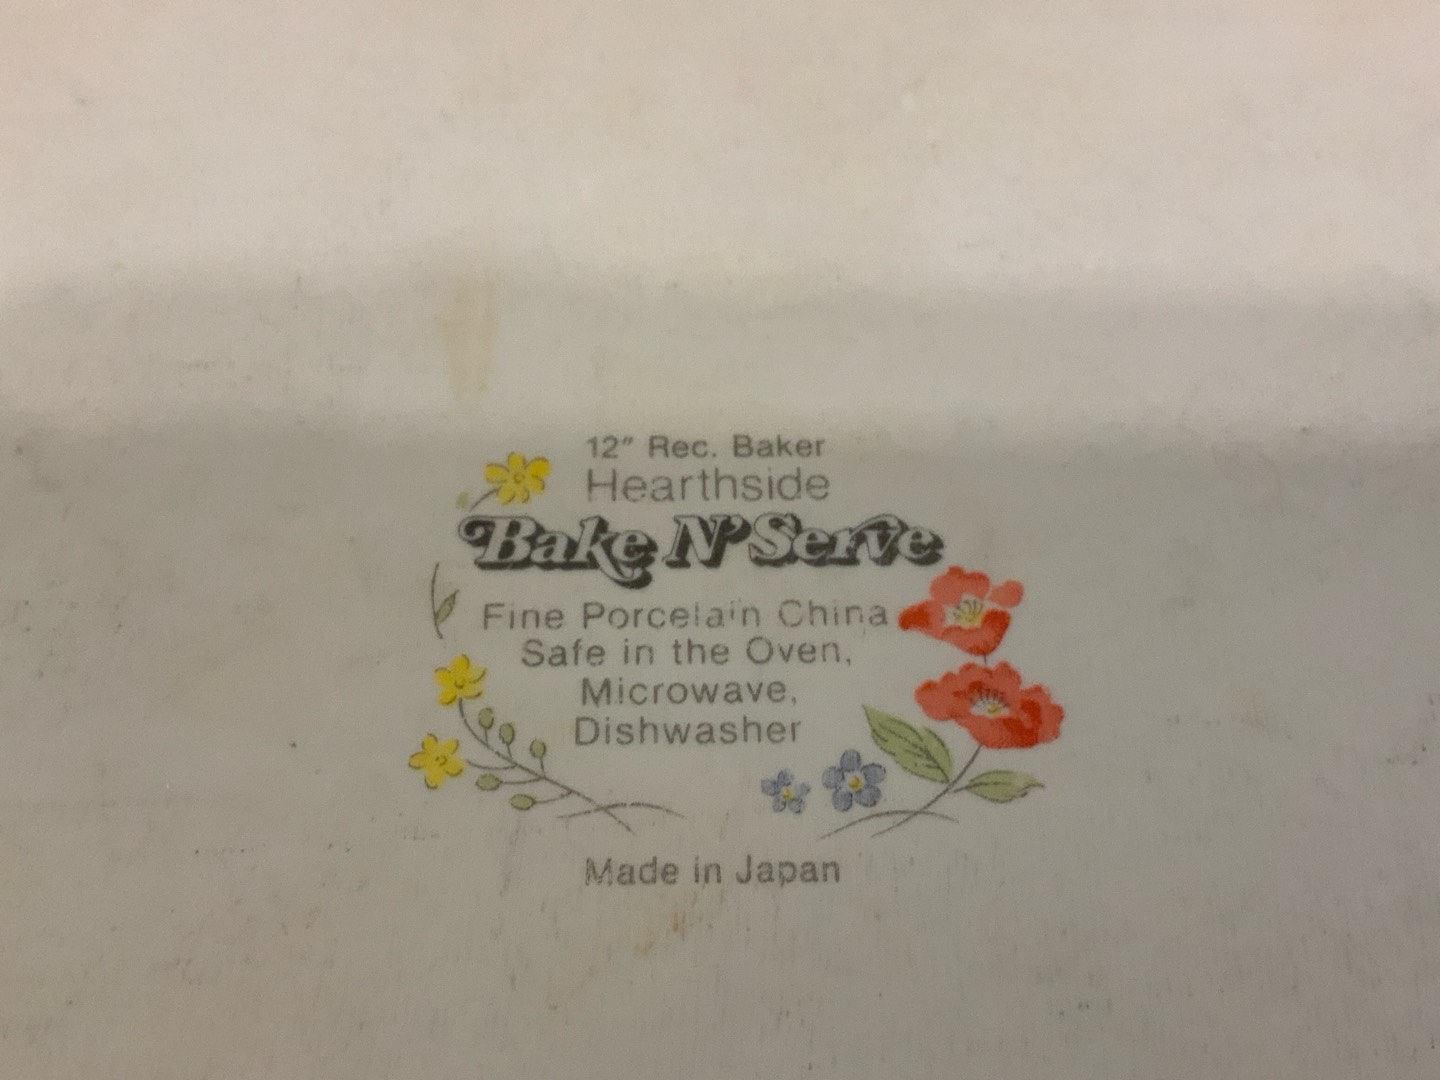 12" Rec. Baker
Hearthside
Bake N' Serve
Fine Porcelain China
Safe in the Oven,
Microwave,
Dishwasher
Made in Japan